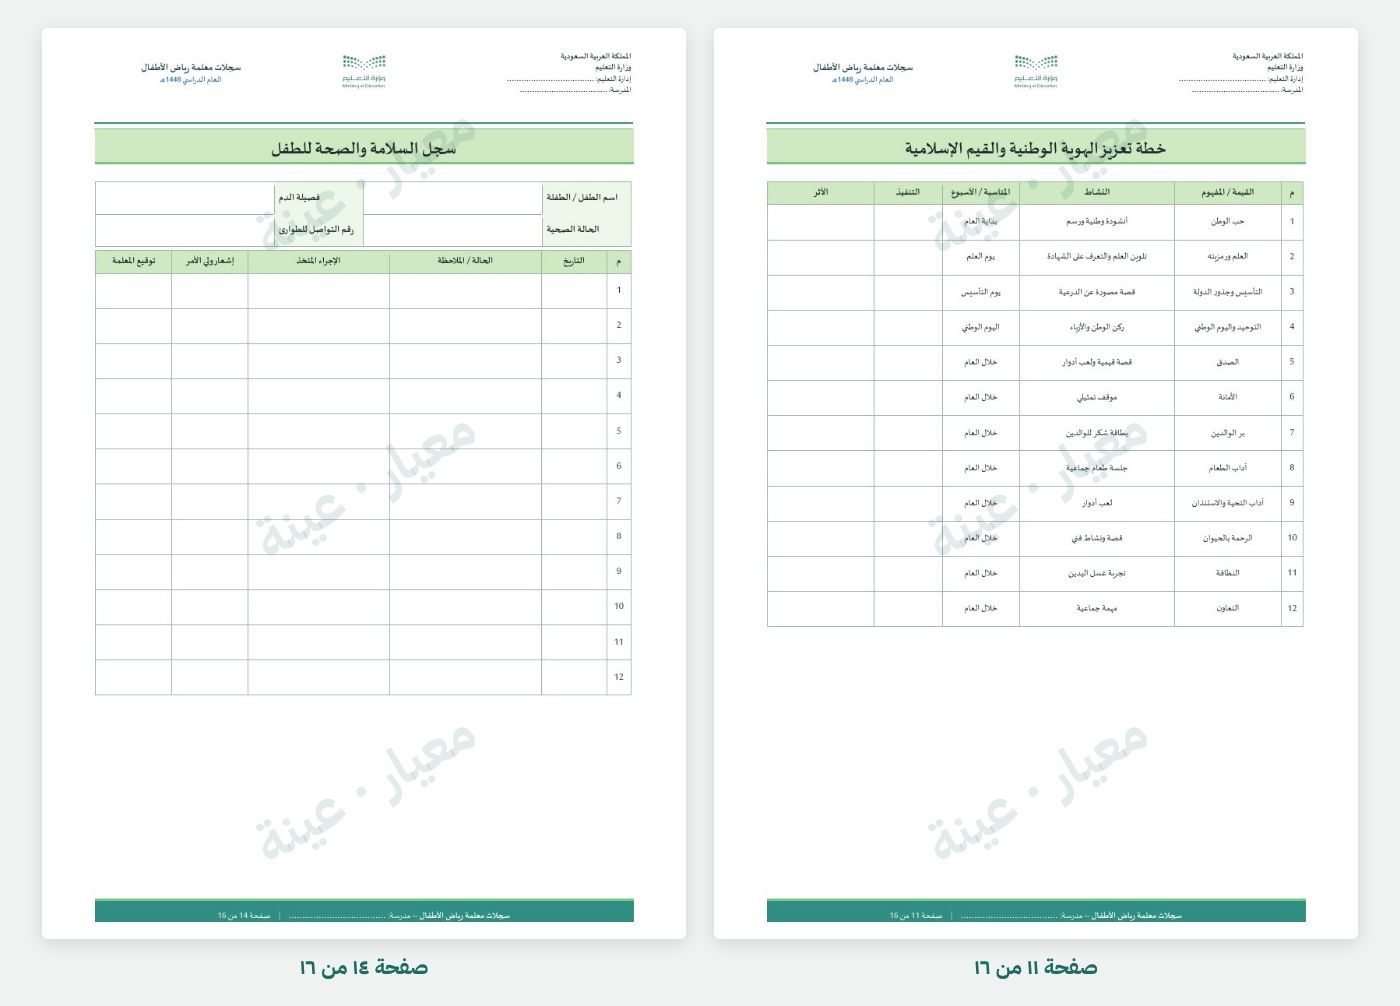 المملكة العربية السعودية
وزارة التعليم
إدارة التعليم: ....................................
المدرسة: ....................................
وزارة التعليم
Ministry of Education
سجلات معلمة رياض الأطفال
العام الدراسي 1448هـ
خطة تعزيز الهوية الوطنية والقيم الإسلامية
م القيمة / المفهوم النشاط المناسبة / الأسبوع التنفيذ الأثر
1 حب الوطن أنشودة وطنية ورسم بداية العام
2 العلم ورمزيته تلوين العلم والتعرف على الشهادة يوم العلم
3 التأسيس وجذور الدولة قصة مصورة عن الدرعية يوم التأسيس
4 التوحيد واليوم الوطني ركن الوطن والأزياء اليوم الوطني
5 الصدق قصة قيمية ولعب أدوار خلال العام
6 الأمانة موقف تمثيلي خلال العام
7 بر الوالدين بطاقة شكر للوالدين خلال العام
8 آداب الطعام جلسة طعام جماعية خلال العام
9 آداب التحية والاستئذان لعب أدوار خلال العام
10 الرحمة بالحيوان قصة ونشاط فني خلال العام
11 النظافة تجربة غسل اليدين خلال العام
12 التعاون مهمة جماعية خلال العام
معيار · عينة
معيار · عينة
معيار · عينة
سجلات معلمة رياض الأطفال – مدرسة: .................................... | صفحة 11 من 16
صفحة ١١ من ١٦
المملكة العربية السعودية
وزارة التعليم
إدارة التعليم: ....................................
المدرسة: ....................................
وزارة التعليم
Ministry of Education
سجلات معلمة رياض الأطفال
العام الدراسي 1448هـ
سجل السلامة والصحة للطفل
اسم الطفل / الطفلة فصيلة الدم
الحالة الصحية رقم التواصل للطوارئ
م التاريخ الحالة / الملاحظة الإجراء المتخذ إشعار ولي الأمر توقيع المعلمة
1
2
3
4
5
6
7
8
9
10
11
12
معيار · عينة
معيار · عينة
معيار · عينة
سجلات معلمة رياض الأطفال – مدرسة: .................................... | صفحة 14 من 16
صفحة ١٤ من ١٦